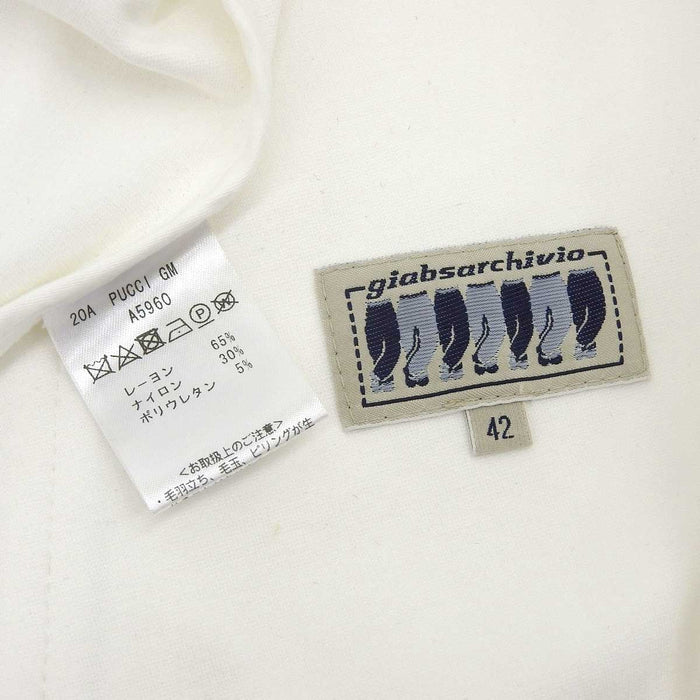 20A PUCCI GM
A5960
レーヨン 65%
ナイロン 30%
ポリウレタン 5%
<お取扱上のご注意>
・毛羽立ち、毛玉、ピリングが生
giabsarchivio
42